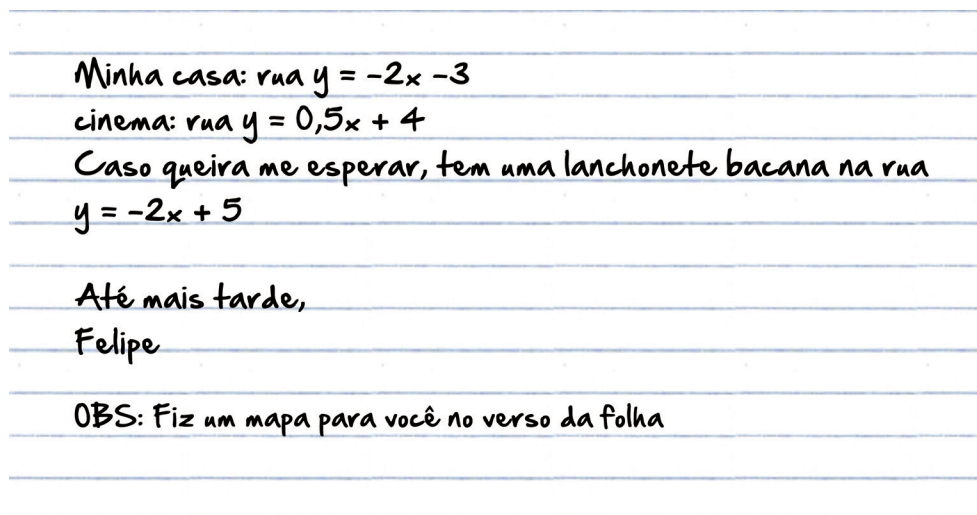 Minha casa: rua y = -2x -3
cinema: rua y = 0,5x + 4
Caso queira me esperar, tem uma lanchonete bacana na rua
y = -2x + 5
Até mais tarde,
Felipe
OBS: Fiz um mapa para você no verso da folha